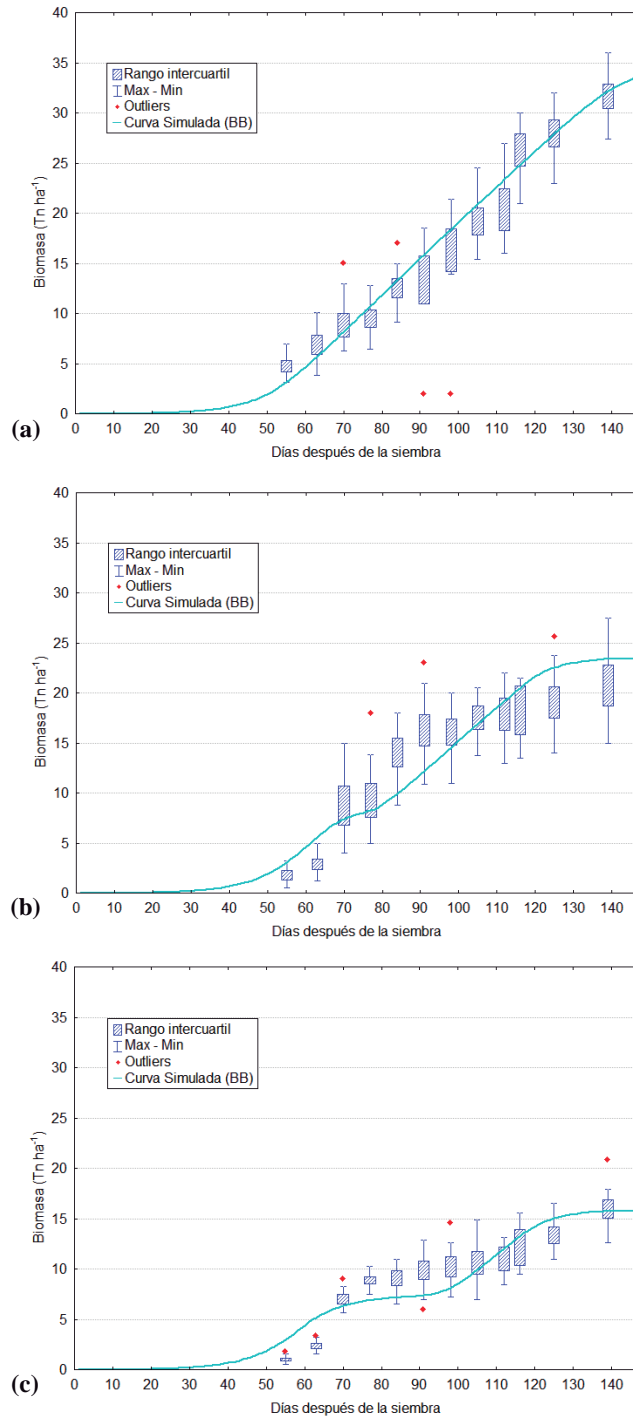 40
35
30
25
20
15
10
5
0
Biomasa (Tn ha⁻¹)
Rango intercuartil
Max - Min
Outliers
Curva Simulada (BB)
0 10 20 30 40 50 60 70 80 90 100 110 120 130 140
Días después de la siembra
(a)
40
35
30
25
20
15
10
5
0
Biomasa (Tn ha⁻¹)
Rango intercuartil
Max - Min
Outliers
Curva Simulada (BB)
0 10 20 30 40 50 60 70 80 90 100 110 120 130 140
Días después de la siembra
(b)
40
35
30
25
20
15
10
5
0
Biomasa (Tn ha⁻¹)
Rango intercuartil
Max - Min
Outliers
Curva Simulada (BB)
0 10 20 30 40 50 60 70 80 90 100 110 120 130 140
Días después de la siembra
(c)